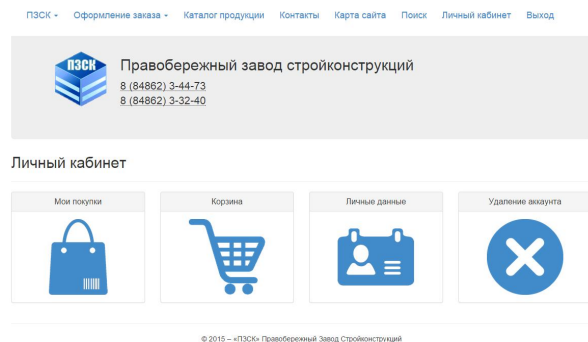 ПЗСК Оформление заказа Каталог продукции Контакты Карта сайта Поиск Личный кабинет Выход
ПЗСК
Правобережный завод стройконструкций
8 (84862) 3-44-73
8 (84862) 3-32-40
Личный кабинет
Мои покупки Корзина Личные данные Удаление аккаунта
© 2015 – «ПЗСК» Правобережный Завод Стройконструкций